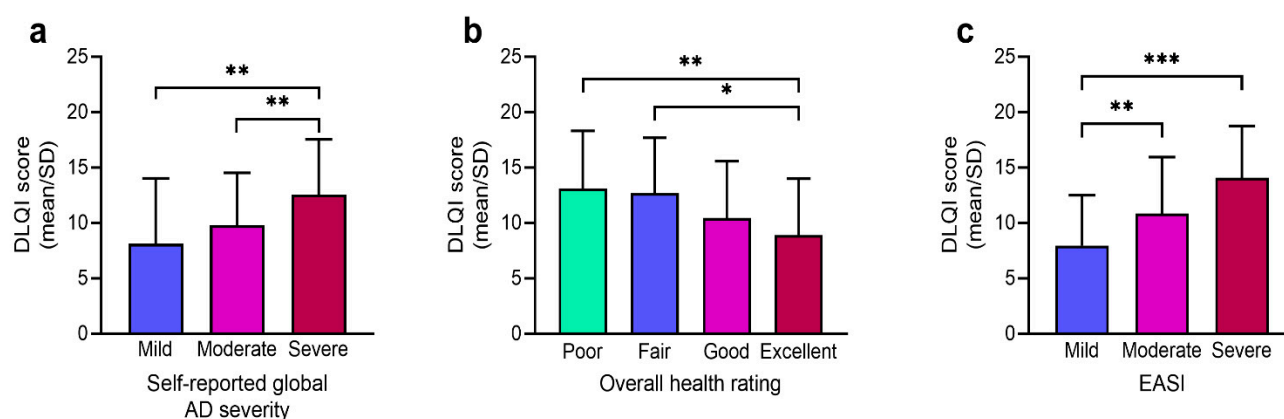 a
DLQI score
(mean/SD)
25
20
15
10
5
0
**
**
Mild Moderate Severe
Self-reported global
AD severity
b
DLQI score
(mean/SD)
25
20
15
10
5
0
**
*
Poor Fair Good Excellent
Overall health rating
c
DLQI score
(mean/SD)
25
20
15
10
5
0
***
**
Mild Moderate Severe
EASI